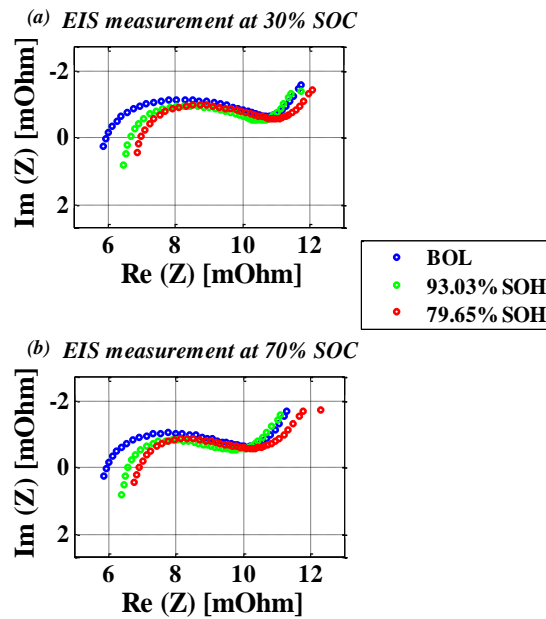 (a) EIS measurement at 30% SOC
-2
0
2
Im (Z) [mOhm]
6 8 10 12
Re (Z) [mOhm]
BOL
93.03% SOH
79.65% SOH
(b) EIS measurement at 70% SOC
-2
0
2
Im (Z) [mOhm]
6 8 10 12
Re (Z) [mOhm]